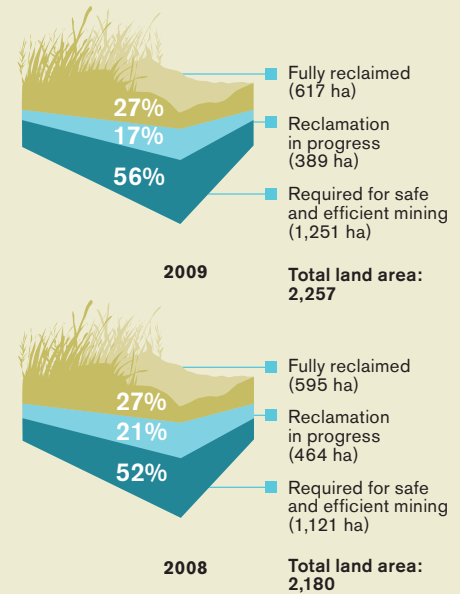 27%
17%
56%
Fully reclaimed
(617 ha)
Reclamation
in progress
(389 ha)
Required for safe
and efficient mining
(1,251 ha)
2009
Total land area:
2,257
27%
21%
52%
Fully reclaimed
(595 ha)
Reclamation
in progress
(464 ha)
Required for safe
and efficient mining
(1,121 ha)
2008
Total land area:
2,180